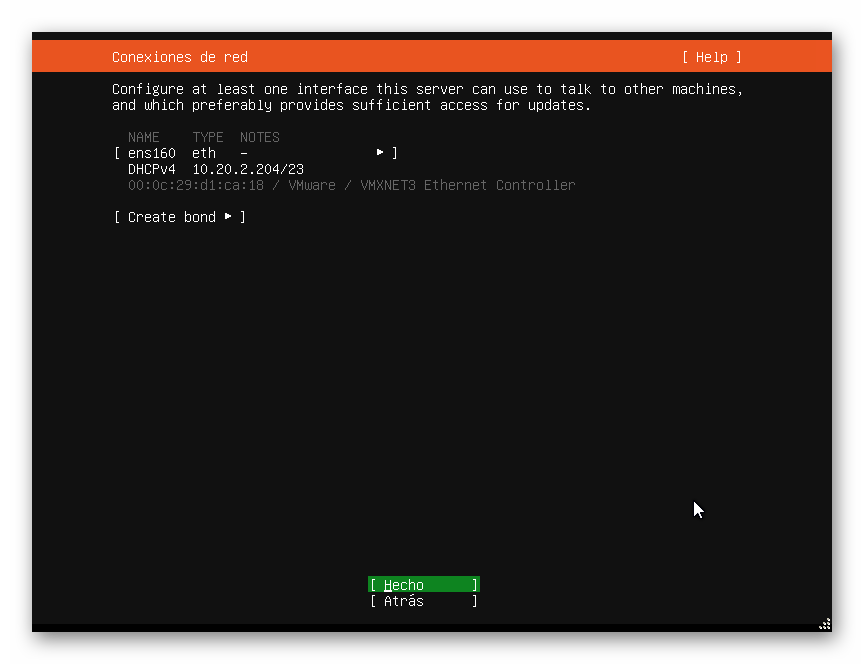 Conexiones de red [ Help ]
Configure at least one interface this server can use to talk to other machines,
and which preferably provides sufficient access for updates.
NAME TYPE NOTES
[ ens160 eth - ▸ ]
DHCPv4 10.20.2.204/23
00:0c:29:d1:ca:18 / VMware / VMXNET3 Ethernet Controller
[ Create bond ▸ ]
[ Hecho ]
[ Atrás ]